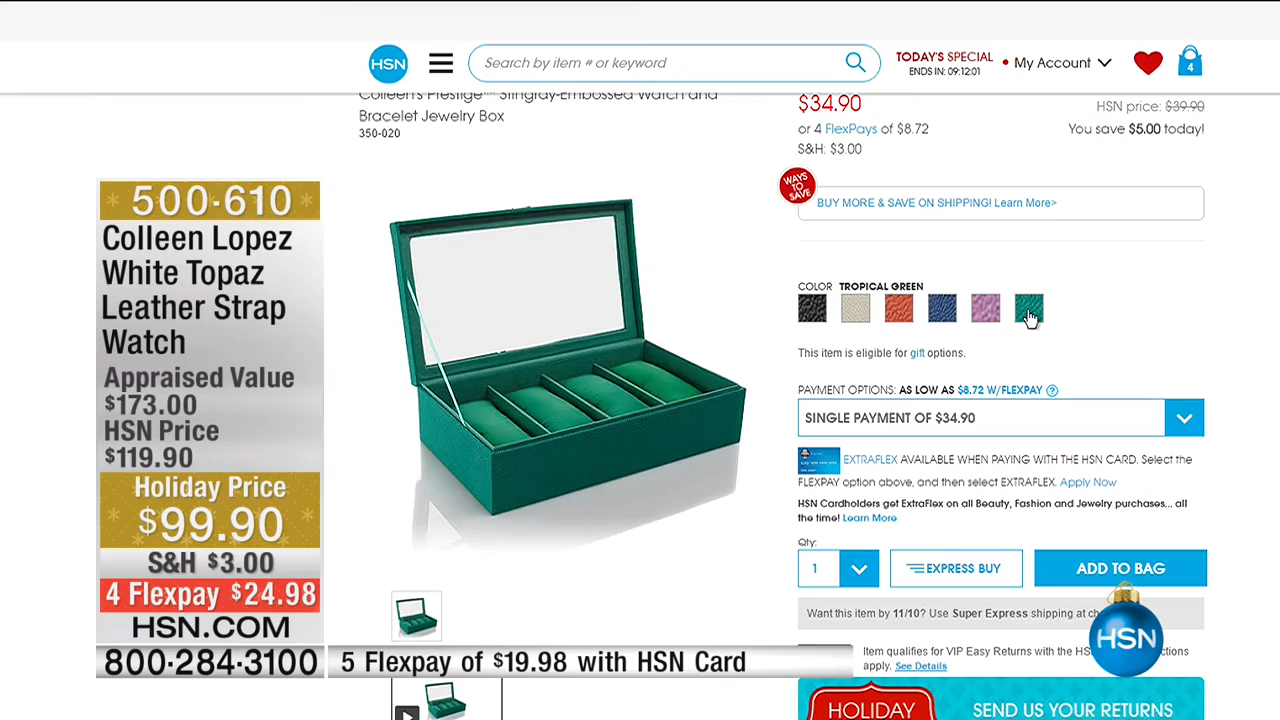 HSN
Search by item # or keyword
TODAY'S SPECIAL
ENDS IN: 09:12:01
My Account
4
Colleen's Prestige™ Stingray-Embossed Watch and
Bracelet Jewelry Box
350-020
$34.90
HSN price: $39.90
or 4 FlexPays of $8.72
You save $5.00 today!
S&H: $3.00
WAYS
TO
SAVE
BUY MORE & SAVE ON SHIPPING! Learn More>
COLOR TROPICAL GREEN
This item is eligible for gift options.
PAYMENT OPTIONS: AS LOW AS $8.72 W/FLEXPAY ?
SINGLE PAYMENT OF $34.90
EXTRAFLEX AVAILABLE WHEN PAYING WITH THE HSN CARD. Select the
FLEXPAY option above, and then select EXTRAFLEX. Apply Now
HSN Cardholders get ExtraFlex on all Beauty, Fashion and Jewelry purchases... all
the time! Learn More
Qty:
1
EXPRESS BUY
ADD TO BAG
Want this item by 11/10? Use Super Express shipping at
Item qualifies for VIP Easy Returns with the
apply. See Details
HOLIDAY
SEND US YOUR RETURNS
HSN
500-610
Colleen Lopez
White Topaz
Leather Strap
Watch
Appraised Value
$173.00
HSN Price
$119.90
Holiday Price
$99.90
S&H $3.00
4 Flexpay $24.98
HSN.COM
800-284-3100
5 Flexpay of $19.98 with HSN Card